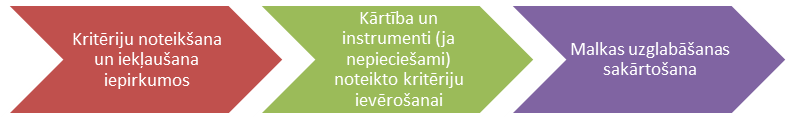 Kritēriju noteikšana
un iekļaušana
iepirkumos
Kārtība un
instrumenti (ja
nepieciešami)
noteikto kritēriju
ievērošanai
Malkas uzglabāšanas
sakārtošana